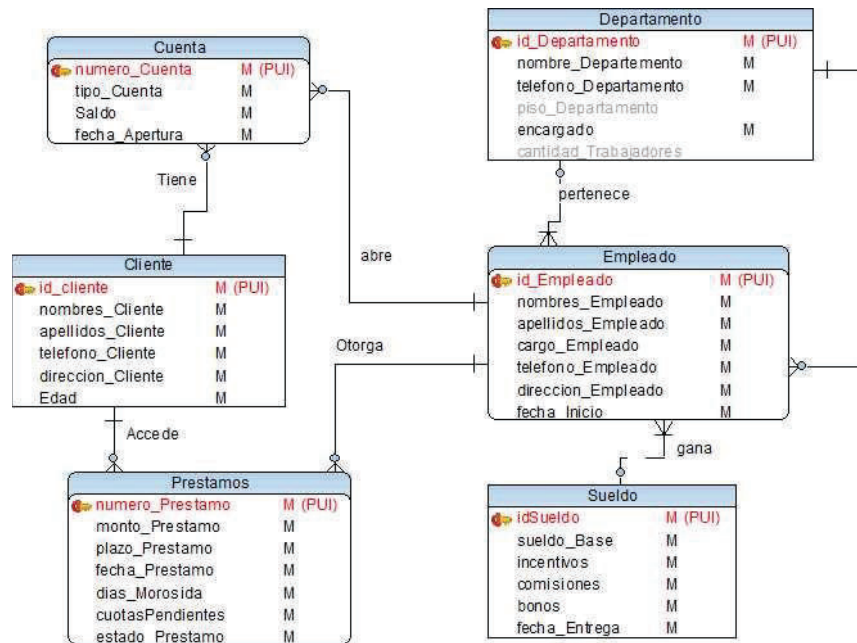 Cuenta
numero_Cuenta M (PUI)
tipo_Cuenta M
Saldo M
fecha_Apertura M
Departamento
id_Departamento M (PUI)
nombre_Departemento M
telefono_Departamento M
piso_Departamento
encargado M
cantidad_Trabajadores
Tiene
pertenece
abre
Cliente
id_cliente M (PUI)
nombres_Cliente M
apellidos_Cliente M
telefono_Cliente M
direccion_Cliente M
Edad M
Empleado
id_Empleado M (PUI)
nombres_Empleado M
apellidos_Empleado M
cargo_Empleado M
telefono_Empleado M
direccion_Empleado M
fecha_Inicio M
Otorga
Accede
gana
Prestamos
numero_Prestamo M (PUI)
monto_Prestamo M
plazo_Prestamo M
fecha_Prestamo M
dias_Morosida M
cuotasPendientes M
estado_Prestamo M
Sueldo
idSueldo M (PUI)
sueldo_Base M
incentivos M
comisiones M
bonos M
fecha_Entrega M